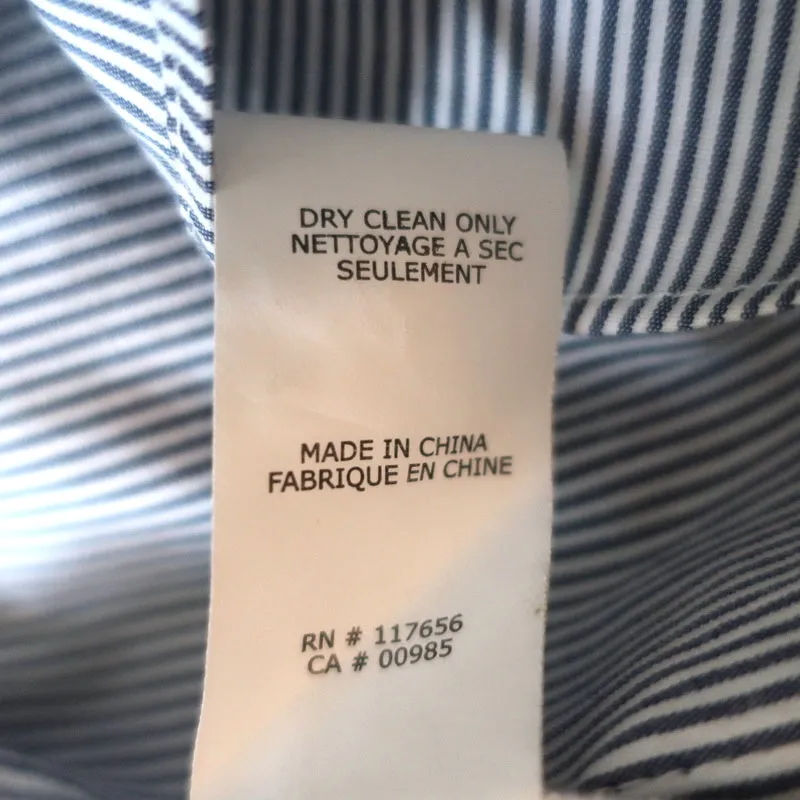 DRY CLEAN ONLY
NETTOYAGE A SEC
SEULEMENT
MADE IN CHINA
FABRIQUE EN CHINE
RN # 117656
CA # 00985